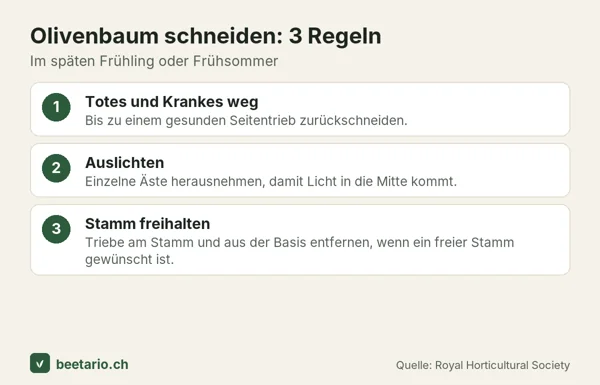 Olivenbaum schneiden: 3 Regeln
Im späten Frühling oder Frühsommer
1
Totes und Krankes weg
Bis zu einem gesunden Seitentrieb zurückschneiden.
2
Auslichten
Einzelne Äste herausnehmen, damit Licht in die Mitte kommt.
3
Stamm freihalten
Triebe am Stamm und aus der Basis entfernen, wenn ein freier Stamm
gewünscht ist.
beetario.ch
Quelle: Royal Horticultural Society